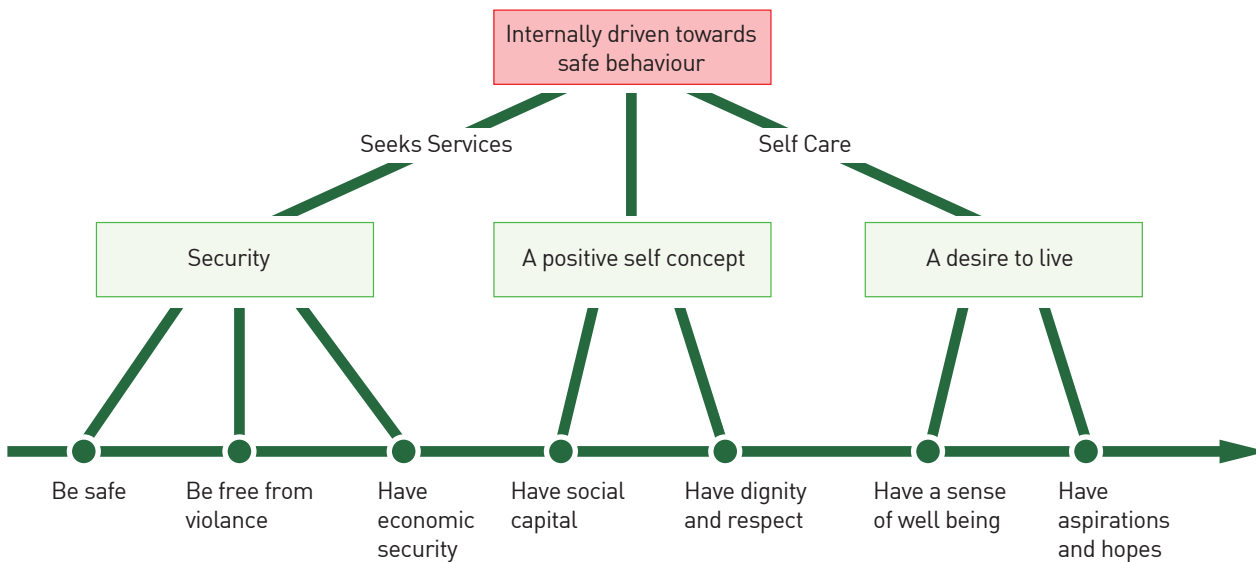 Internally driven towards
safe behaviour
Seeks Services
Self Care
Security
A positive self concept
A desire to live
Be safe
Be free from
violance
Have
economic
security
Have social
capital
Have dignity
and respect
Have a sense
of well being
Have
aspirations
and hopes